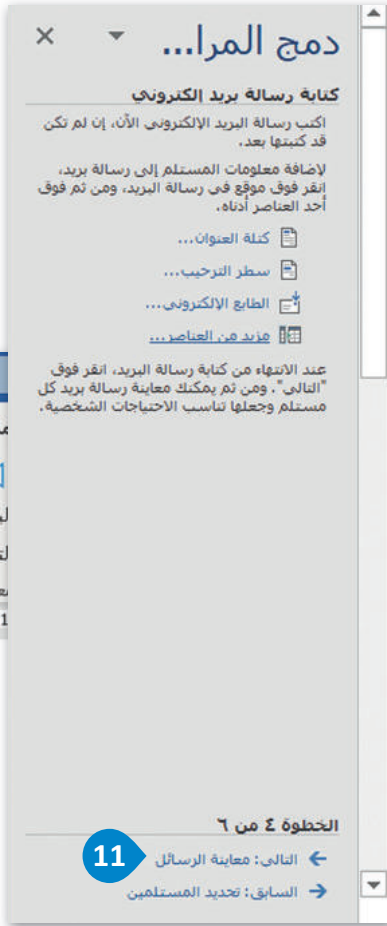 دمج المرا...
كتابة رسالة بريد إلكتروني
اكتب رسالة البريد الإلكتروني الآن، إن لم تكن
قد كتبتها بعد.
لإضافة معلومات المستلم إلى رسالة بريد،
انقر فوق موقع في رسالة البريد، ومن ثم فوق
أحد العناصر أدناه.
كتلة العنوان...
سطر الترحيب...
الطابع الإلكتروني...
مزيد من العناصر...
عند الانتهاء من كتابة رسالة البريد، انقر فوق
"التالي". ومن ثم يمكنك معاينة رسالة بريد كل
مستلم وجعلها تناسب الاحتياجات الشخصية.
الخطوة ٤ من ٦
التالي: معاينة الرسائل
11
السابق: تحديد المستلمين